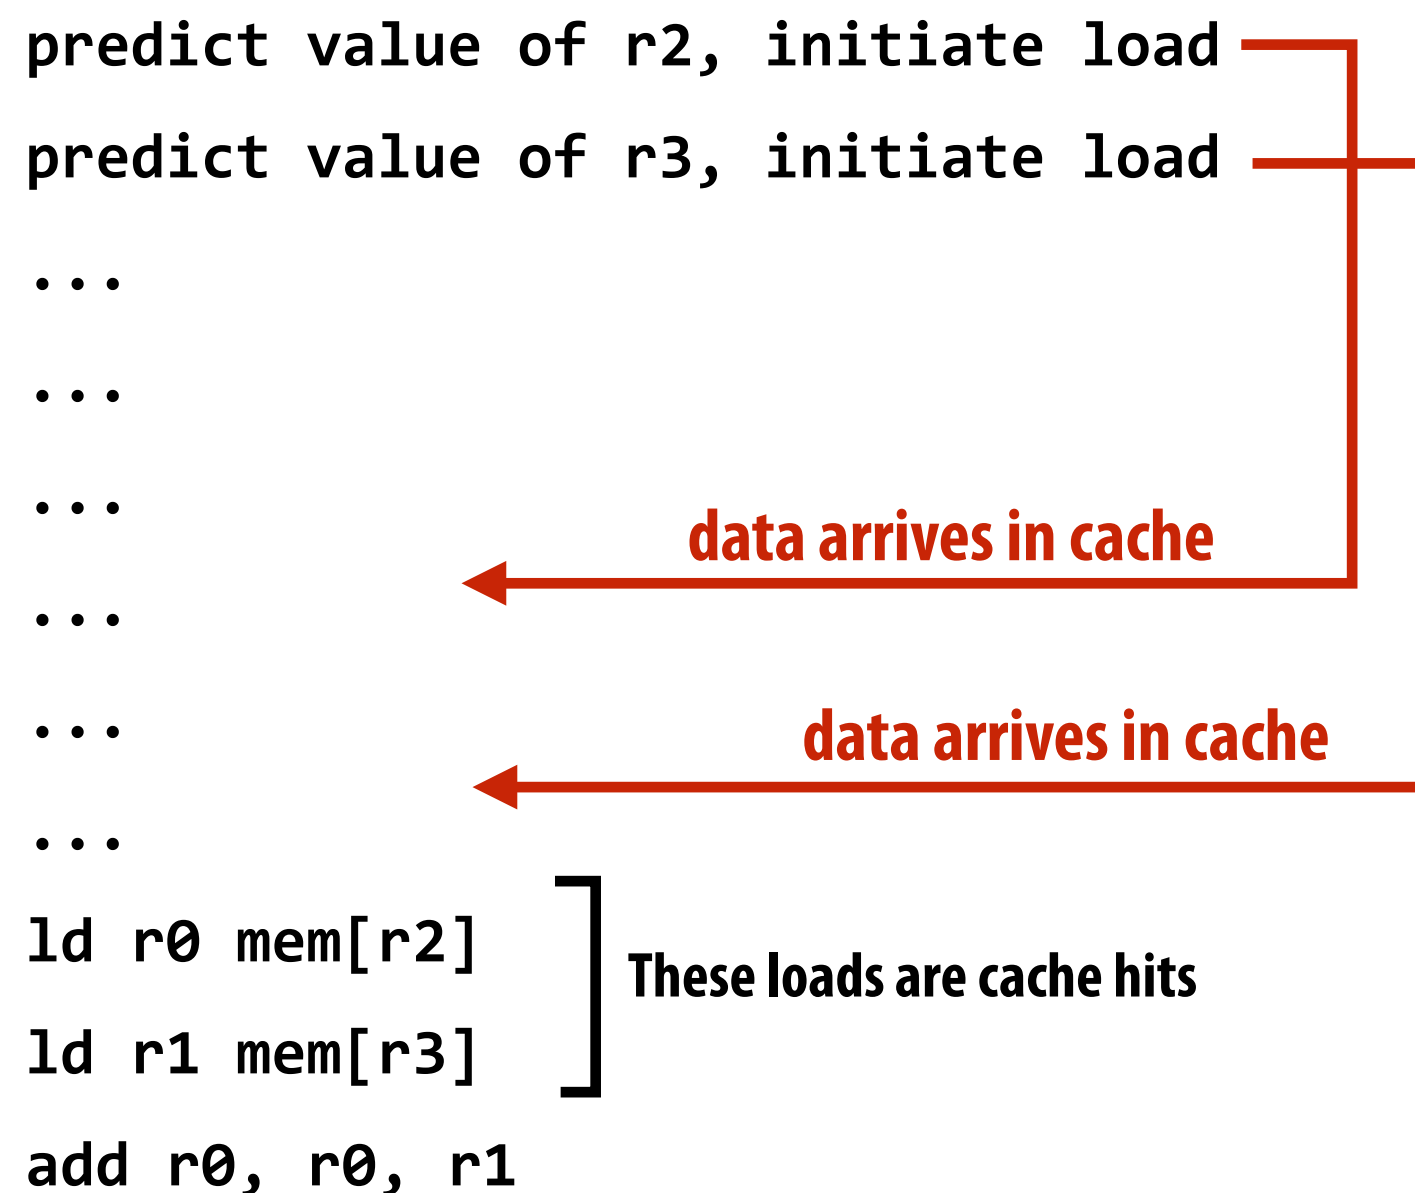 predict value of r2, initiate load
predict value of r3, initiate load
...
...
...
data arrives in cache
...
...
data arrives in cache
...
ld r0 mem[r2]
These loads are cache hits
ld r1 mem[r3]
add r0, r0, r1